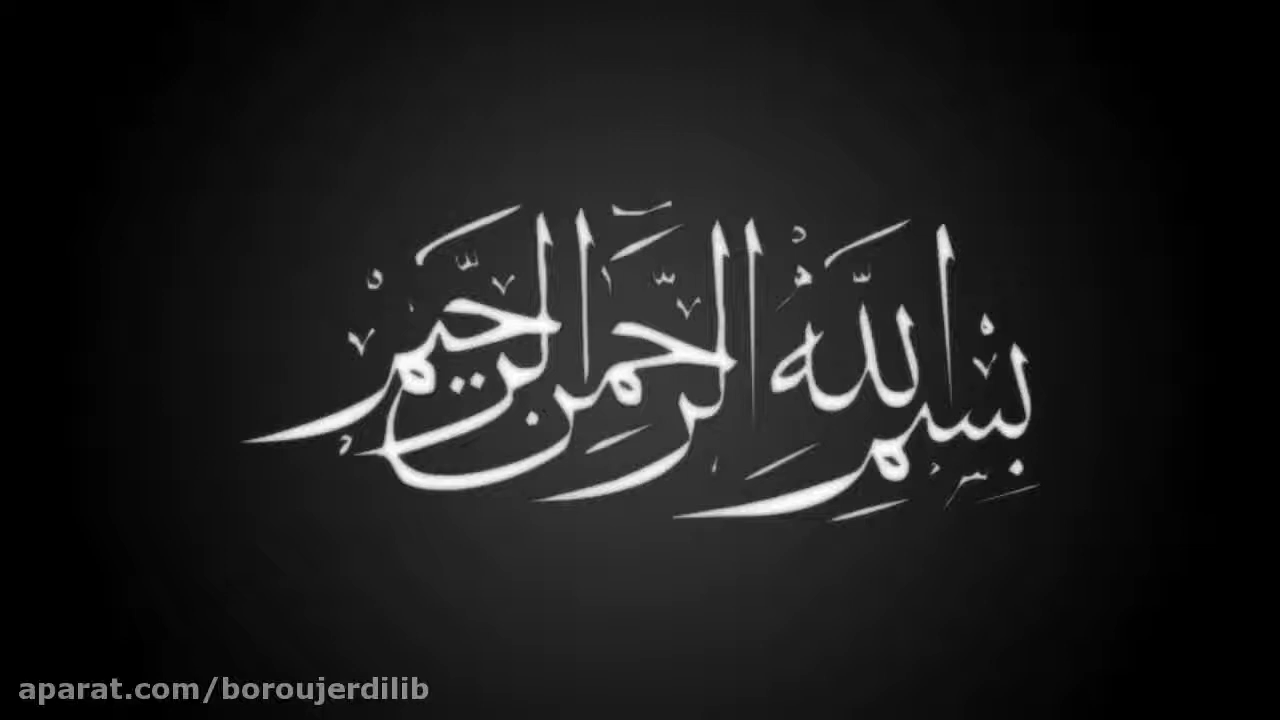 بِسْمِ اللَّهِ الرَّحْمَٰنِ الرَّحِيمِ
aparat.com/boroujerdilib